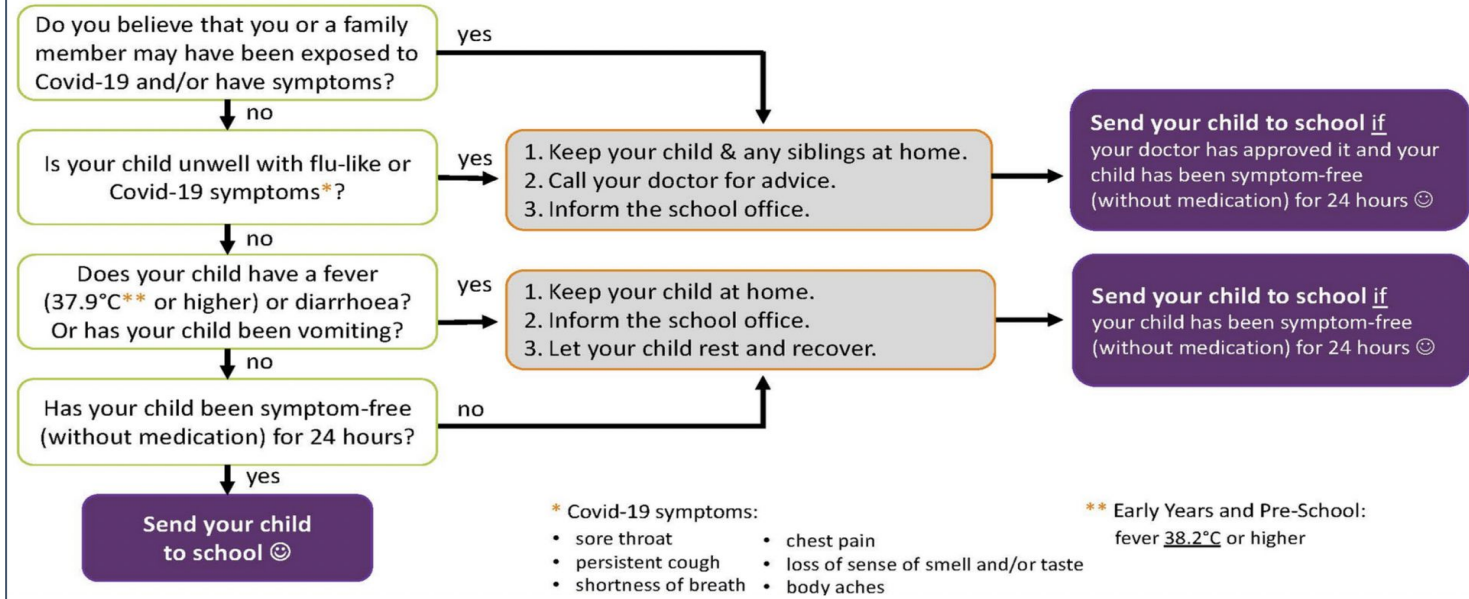 Do you believe that you or a family
member may have been exposed to
Covid-19 and/or have symptoms?
yes
no
Is your child unwell with flu-like or
Covid-19 symptoms*?
yes
1. Keep your child & any siblings at home.
2. Call your doctor for advice.
3. Inform the school office.
Send your child to school if
your doctor has approved it and your
child has been symptom-free
(without medication) for 24 hours ☺
no
Does your child have a fever
(37.9°C** or higher) or diarrhoea?
Or has your child been vomiting?
yes
1. Keep your child at home.
2. Inform the school office.
3. Let your child rest and recover.
Send your child to school if
your child has been symptom-free
(without medication) for 24 hours ☺
no
Has your child been symptom-free
(without medication) for 24 hours?
no
yes
Send your child
to school ☺
* Covid-19 symptoms:
• sore throat
• persistent cough
• shortness of breath
• chest pain
• loss of sense of smell and/or taste
• body aches
** Early Years and Pre-School:
fever 38.2°C or higher